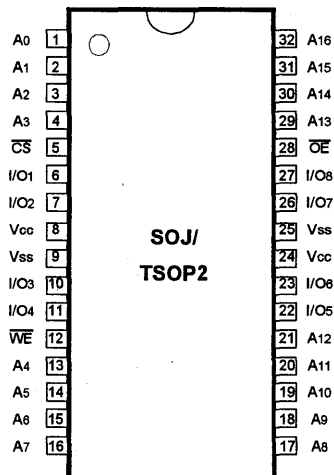 A0 1 32 A16
A1 2 31 A15
A2 3 30 A14
A3 4 29 A13
C̅S̅ 5 28 O̅E̅
I/O1 6 27 I/O8
I/O2 7 26 I/O7
Vcc 8 25 Vss
SOJ/
TSOP2
Vss 9 24 Vcc
I/O3 10 23 I/O6
I/O4 11 22 I/O5
W̅E̅ 12 21 A12
A4 13 20 A11
A5 14 19 A10
A6 15 18 A9
A7 16 17 A8